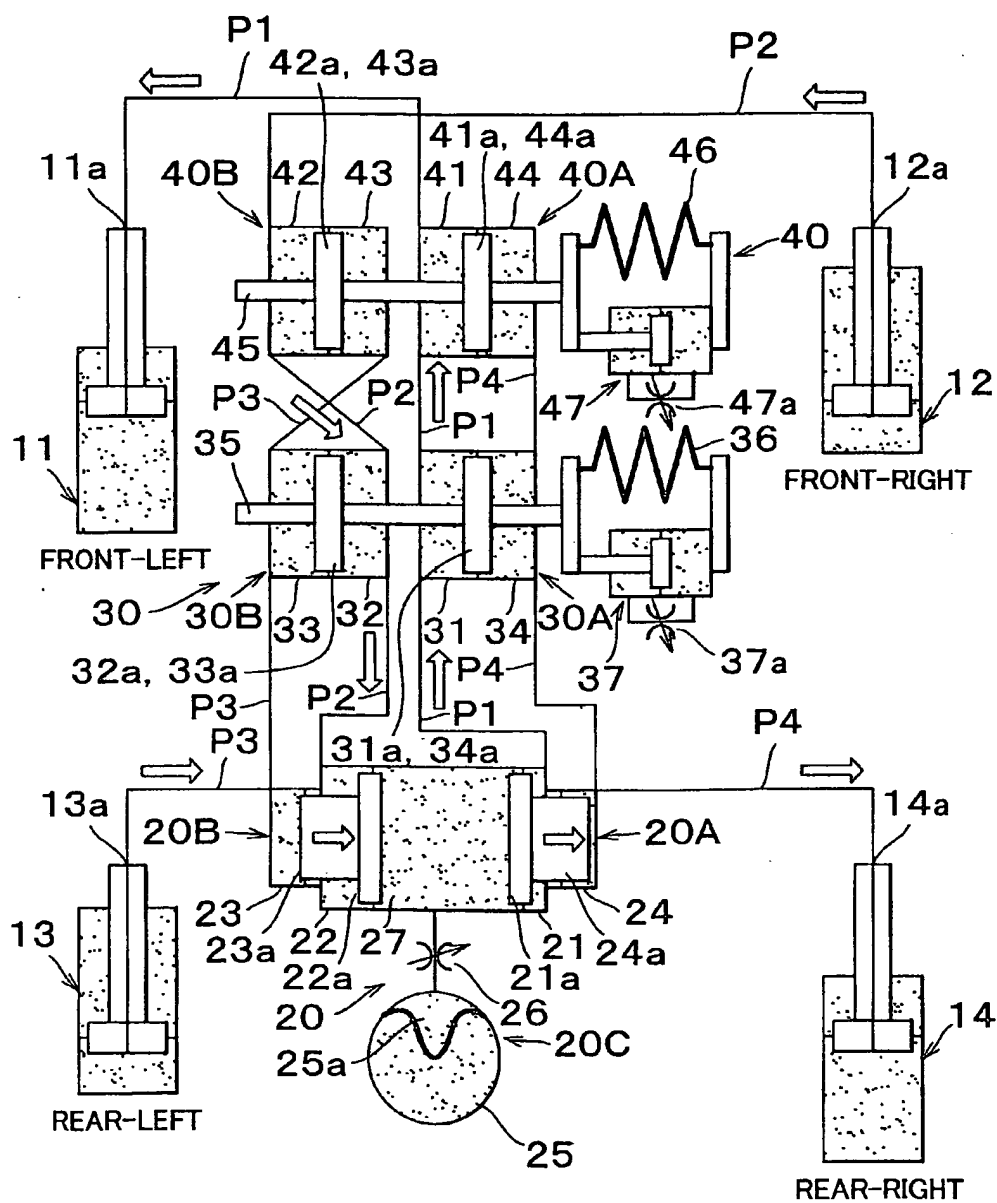 P1
P2
42a, 43a
41a, 44a
46
11a
40B
42
43
41
44
40A
12a
40
45
P3
P2
P4
P1
47
47a
12
11
35
36
FRONT-RIGHT
FRONT-LEFT
30
30B
33
32
31
34
30A
37
37a
32a, 33a
P4
P2
P1
P3
P3
31a, 34a
P4
13a
20B
20A
14a
23
23a
22
22a
27
21
21a
24
24a
13
20
26
14
25a
20C
REAR-LEFT
25
REAR-RIGHT